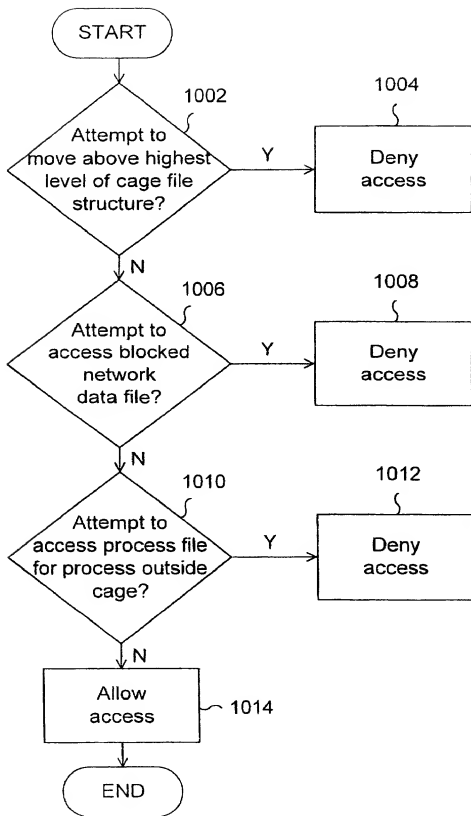 START
1002
Attempt to
move above highest
level of cage file
structure?
Y
1004
Deny
access
N
1006
Attempt to
access blocked
network
data file?
Y
1008
Deny
access
N
1010
Attempt to
access process file
for process outside
cage?
Y
1012
Deny
access
N
Allow
access
1014
END